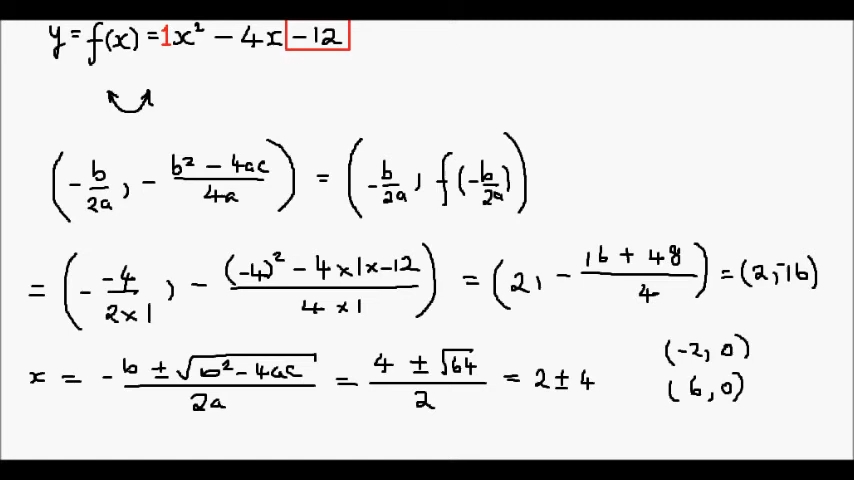 y = f(x) = 1x² - 4x -12
(-b/2a, - (b² - 4ac)/4a) = (-b/2a, f(-b/2a))
= (- -4/2×1, - ((-4)² - 4×1×-12)/4×1) = (2, - (16 + 48)/4) = (2, -16)
x = (-b ± √(b² - 4ac))/2a = (4 ± √64)/2 = 2 ± 4 (-2, 0)
(6, 0)